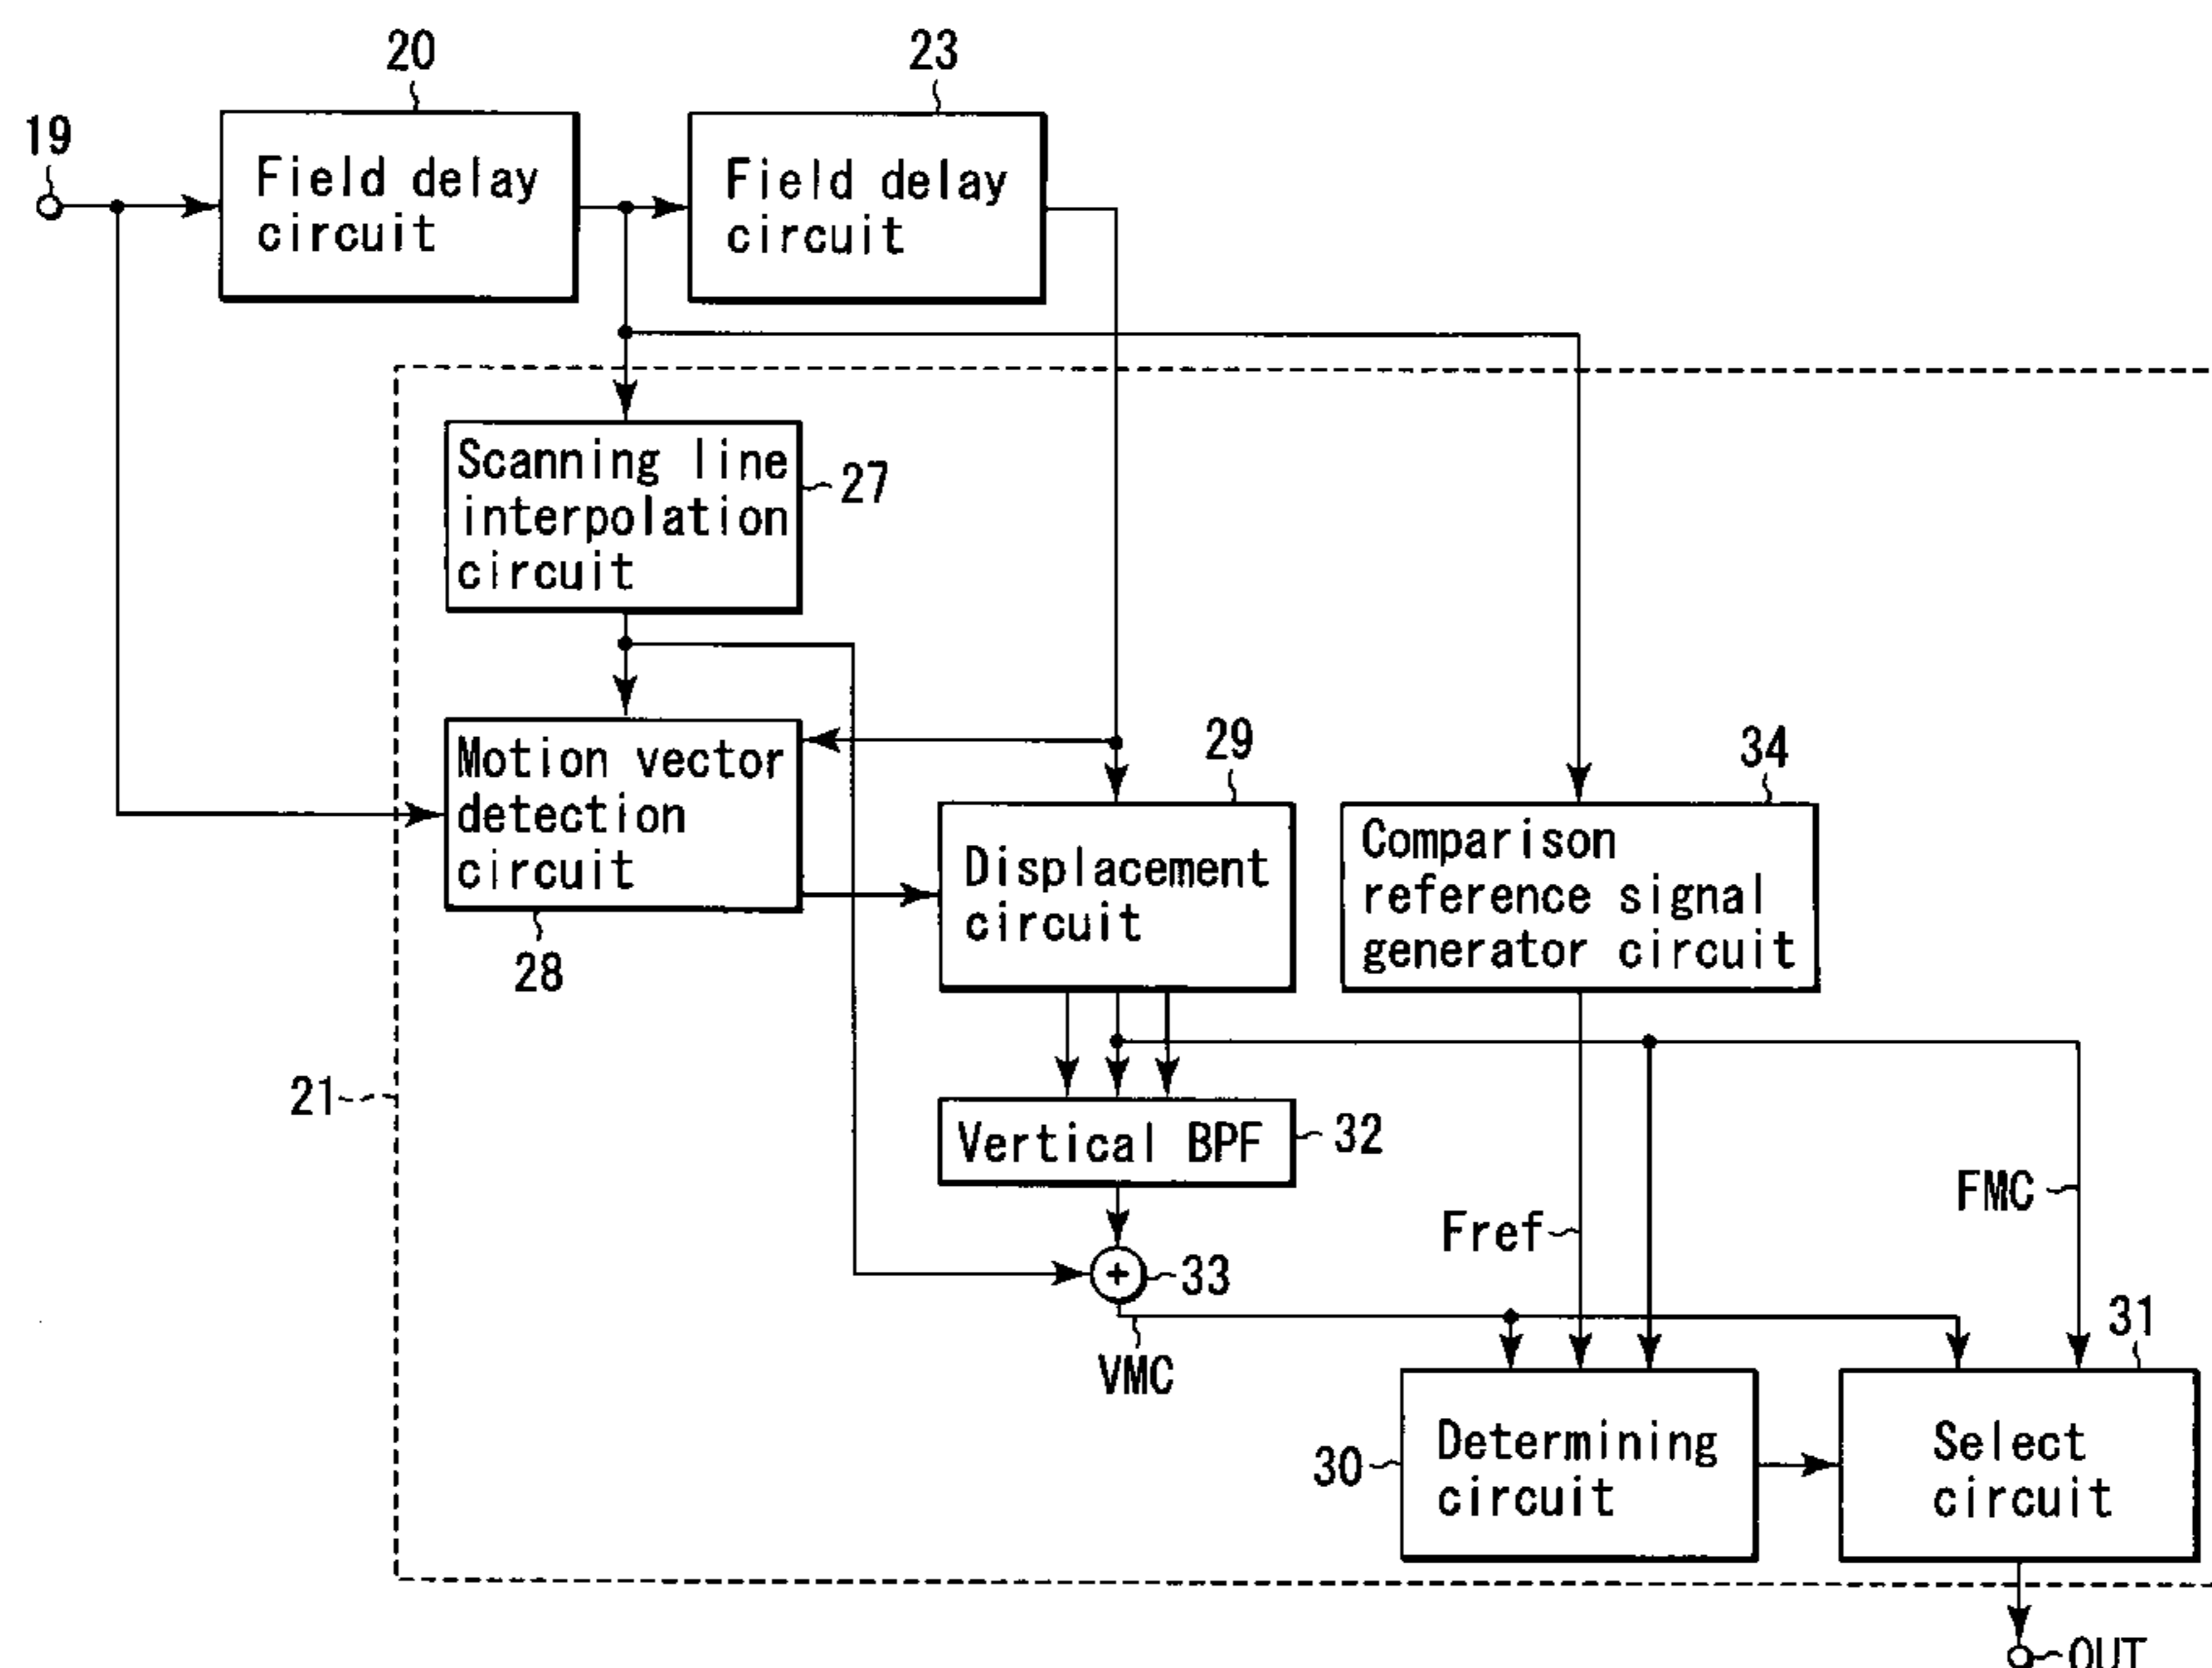 20
23
19
Field delay
circuit
Field delay
circuit
Scanning line
interpolation
circuit
27
Motion vector
detection
circuit
28
29
Displacement
circuit
34
Comparison
reference signal
generator circuit
21
Vertical BPF
32
FMC
Fref
33
VMC
31
30
Determining
circuit
Select
circuit
OUT